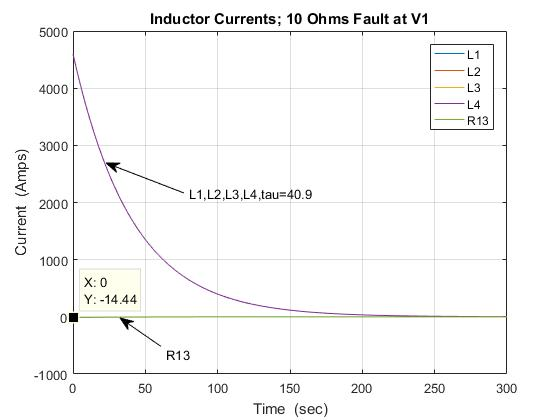 Inductor Currents; 10 Ohms Fault at V1
5000
4000
3000
2000
1000
0
-1000
Current (Amps)
L1
L2
L3
L4
R13
L1,L2,L3,L4,tau=40.9
X: 0
Y: -14.44
R13
0
50
100
150
200
250
300
Time (sec)